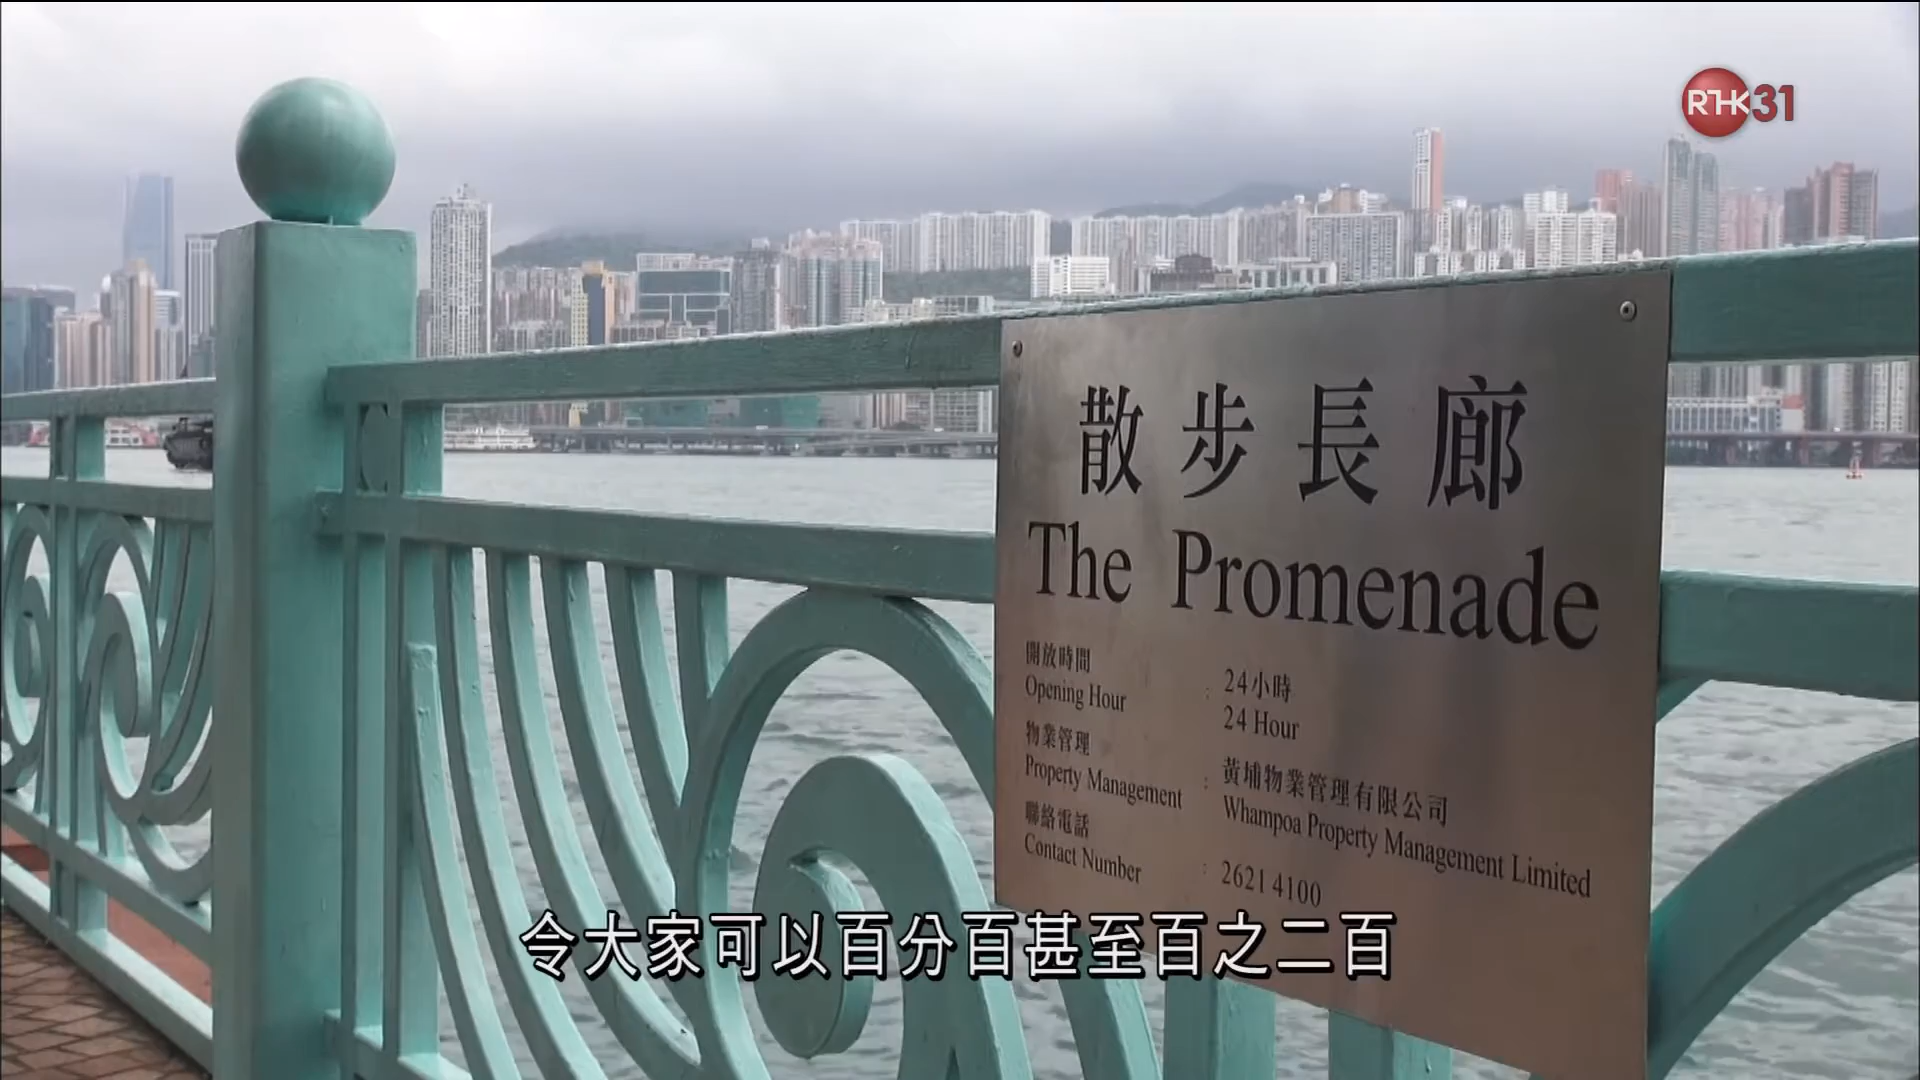 RTHK31
散步長廊
The Promenade
開放時間 : 24小時
Opening Hour 24 Hour
物業管理 : 黃埔物業管理有限公司
Property Management Whampoa Property Management Limited
聯絡電話 : 2621 4100
Contact Number
令大家可以百分百甚至百之二百